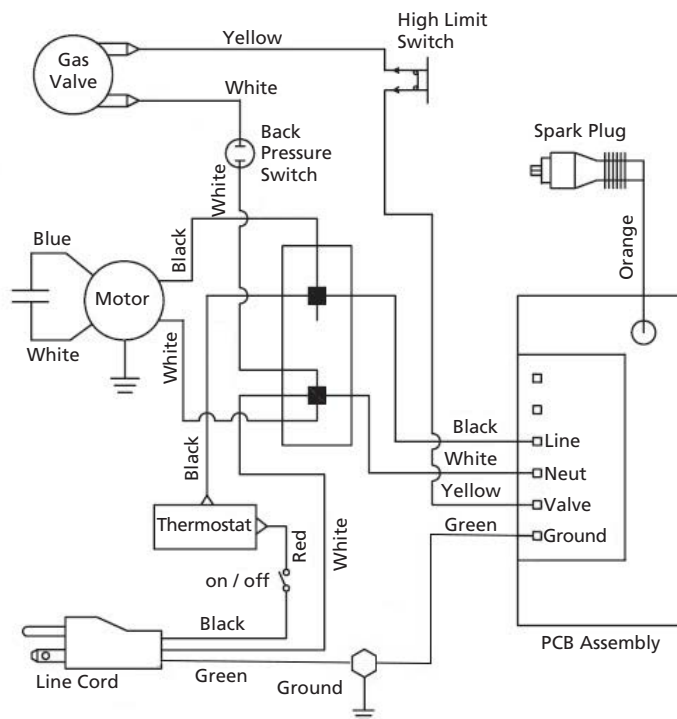 High Limit
Switch
Yellow
Gas
Valve
White
Back
Pressure
Switch
White
Spark Plug
Orange
Black
Blue
Motor
White
White
Black
Line
White
Neut
Yellow
Valve
Green
Ground
Black
Thermostat
Red
White
on / off
Black
PCB Assembly
Line Cord
Green
Ground